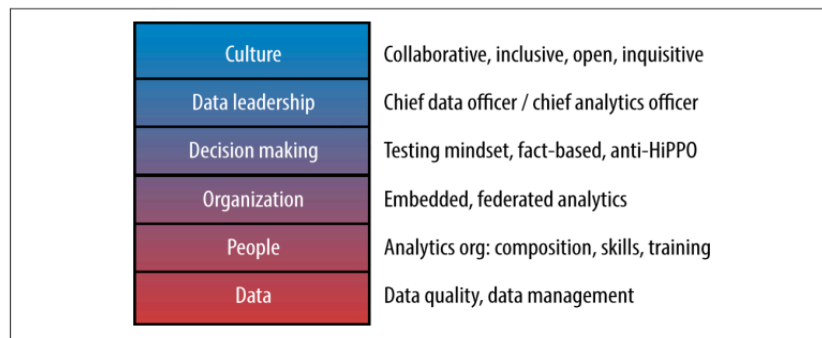 Culture Collaborative, inclusive, open, inquisitive
Data leadership Chief data officer / chief analytics officer
Decision making Testing mindset, fact-based, anti-HiPPO
Organization Embedded, federated analytics
People Analytics org: composition, skills, training
Data Data quality, data management